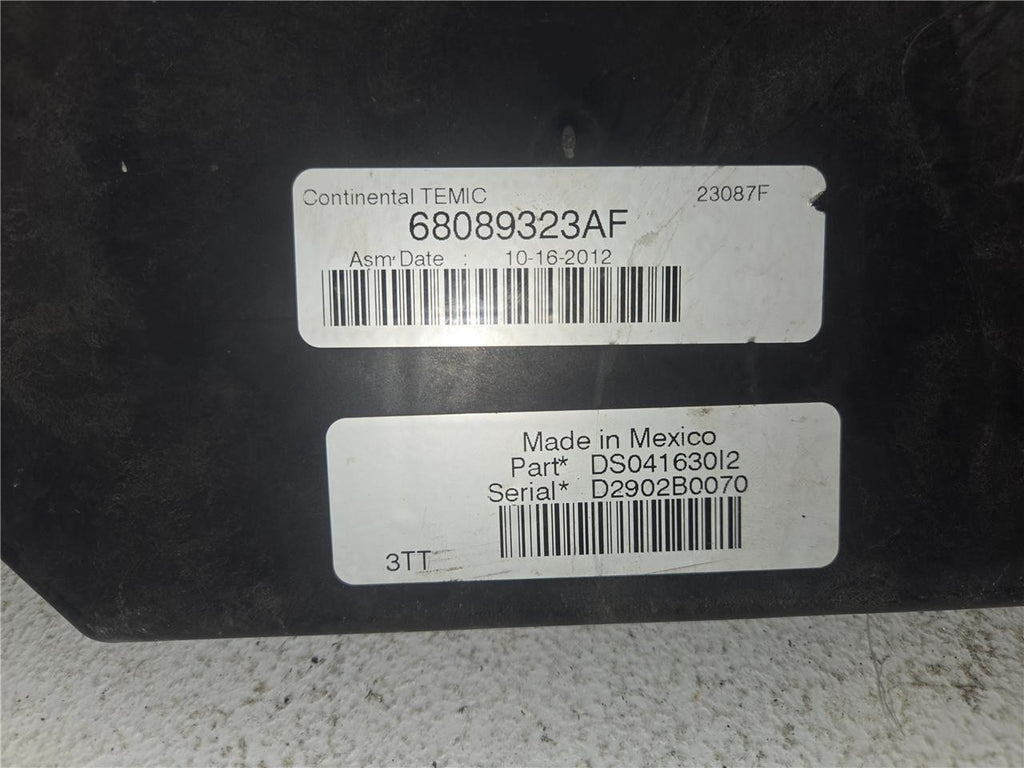 Continental TEMIC 23087F
68089323AF
Asm Date : 10-16-2012
Made in Mexico
Part* DS041630I2
Serial* D2902B0070
3TT